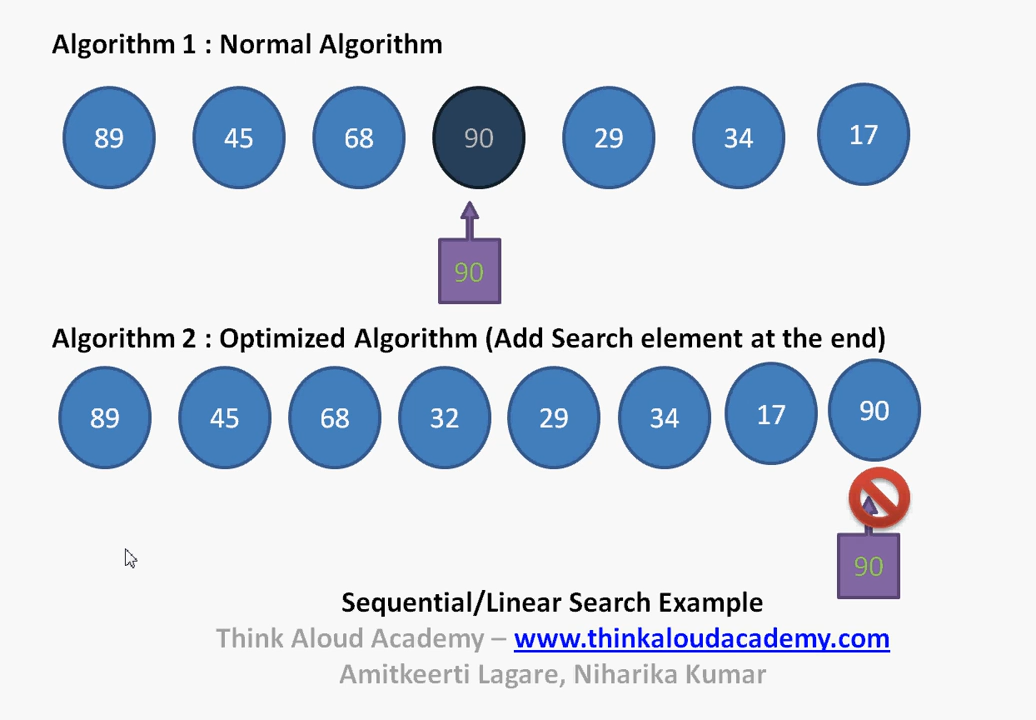 Algorithm 1 : Normal Algorithm
89 45 68 90 29 34 17
90
Algorithm 2 : Optimized Algorithm (Add Search element at the end)
89 45 68 32 29 34 17 90
90
Sequential/Linear Search Example
Think Aloud Academy – www.thinkaloudacademy.com
Amitkeerti Lagare, Niharika Kumar